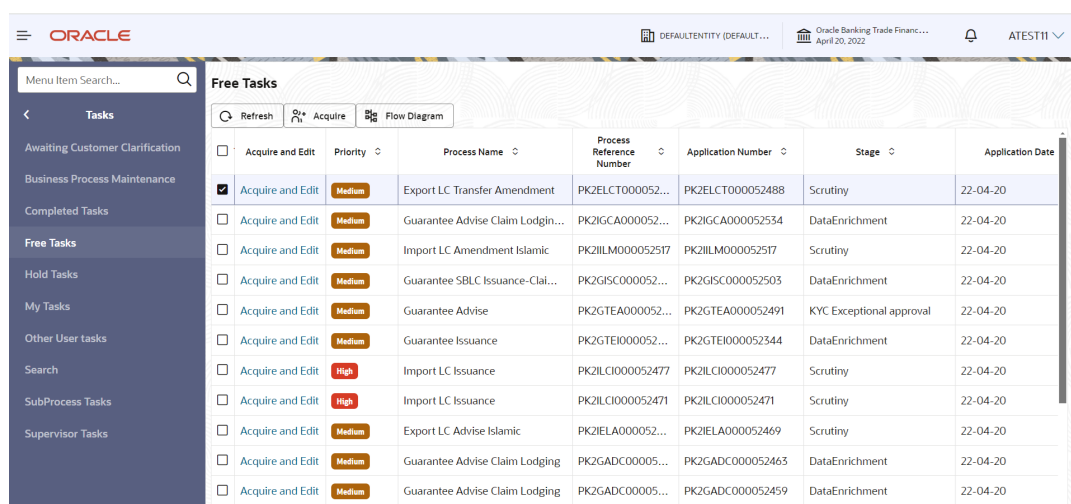 ORACLE
DEFAULTENTITY (DEFAULT...
Oracle Banking Trade Financ...
April 20, 2022
ATEST11
Menu Item Search...
Tasks
Awaiting Customer Clarification
Business Process Maintenance
Completed Tasks
Free Tasks
Hold Tasks
My Tasks
Other User tasks
Search
SubProcess Tasks
Supervisor Tasks
Free Tasks
Refresh Acquire Flow Diagram
Acquire and Edit Priority Process Name Process Reference Number Application Number Stage Application Date
Acquire and Edit Medium Export LC Transfer Amendment PK2ELCT000052... PK2ELCT000052488 Scrutiny 22-04-20
Acquire and Edit Medium Guarantee Advise Claim Lodgin... PK2IGCA000052... PK2IGCA000052534 DataEnrichment 22-04-20
Acquire and Edit Medium Import LC Amendment Islamic PK2IILM000052517 PK2IILM000052517 Scrutiny 22-04-20
Acquire and Edit Medium Guarantee SBLC Issuance-Clai... PK2GISC000052... PK2GISC000052503 DataEnrichment 22-04-20
Acquire and Edit Medium Guarantee Advise PK2GTEA000052... PK2GTEA000052491 KYC Exceptional approval 22-04-20
Acquire and Edit Medium Guarantee Issuance PK2GTEI000052... PK2GTEI000052344 DataEnrichment 22-04-20
Acquire and Edit High Import LC Issuance PK2ILCI000052477 PK2ILCI000052477 Scrutiny 22-04-20
Acquire and Edit High Import LC Issuance PK2ILCI000052471 PK2ILCI000052471 Scrutiny 22-04-20
Acquire and Edit Medium Export LC Advise Islamic PK2IELA000052... PK2IELA000052469 Scrutiny 22-04-20
Acquire and Edit Medium Guarantee Advise Claim Lodging PK2GADC00005... PK2GADC000052463 DataEnrichment 22-04-20
Acquire and Edit Medium Guarantee Advise Claim Lodging PK2GADC00005... PK2GADC000052459 DataEnrichment 22-04-20